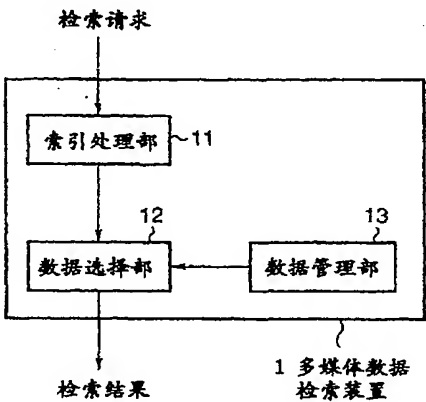 检索请求
索引处理部 11
12 13
数据选择部 数据管理部
1 多媒体数据
检索装置
检索结果